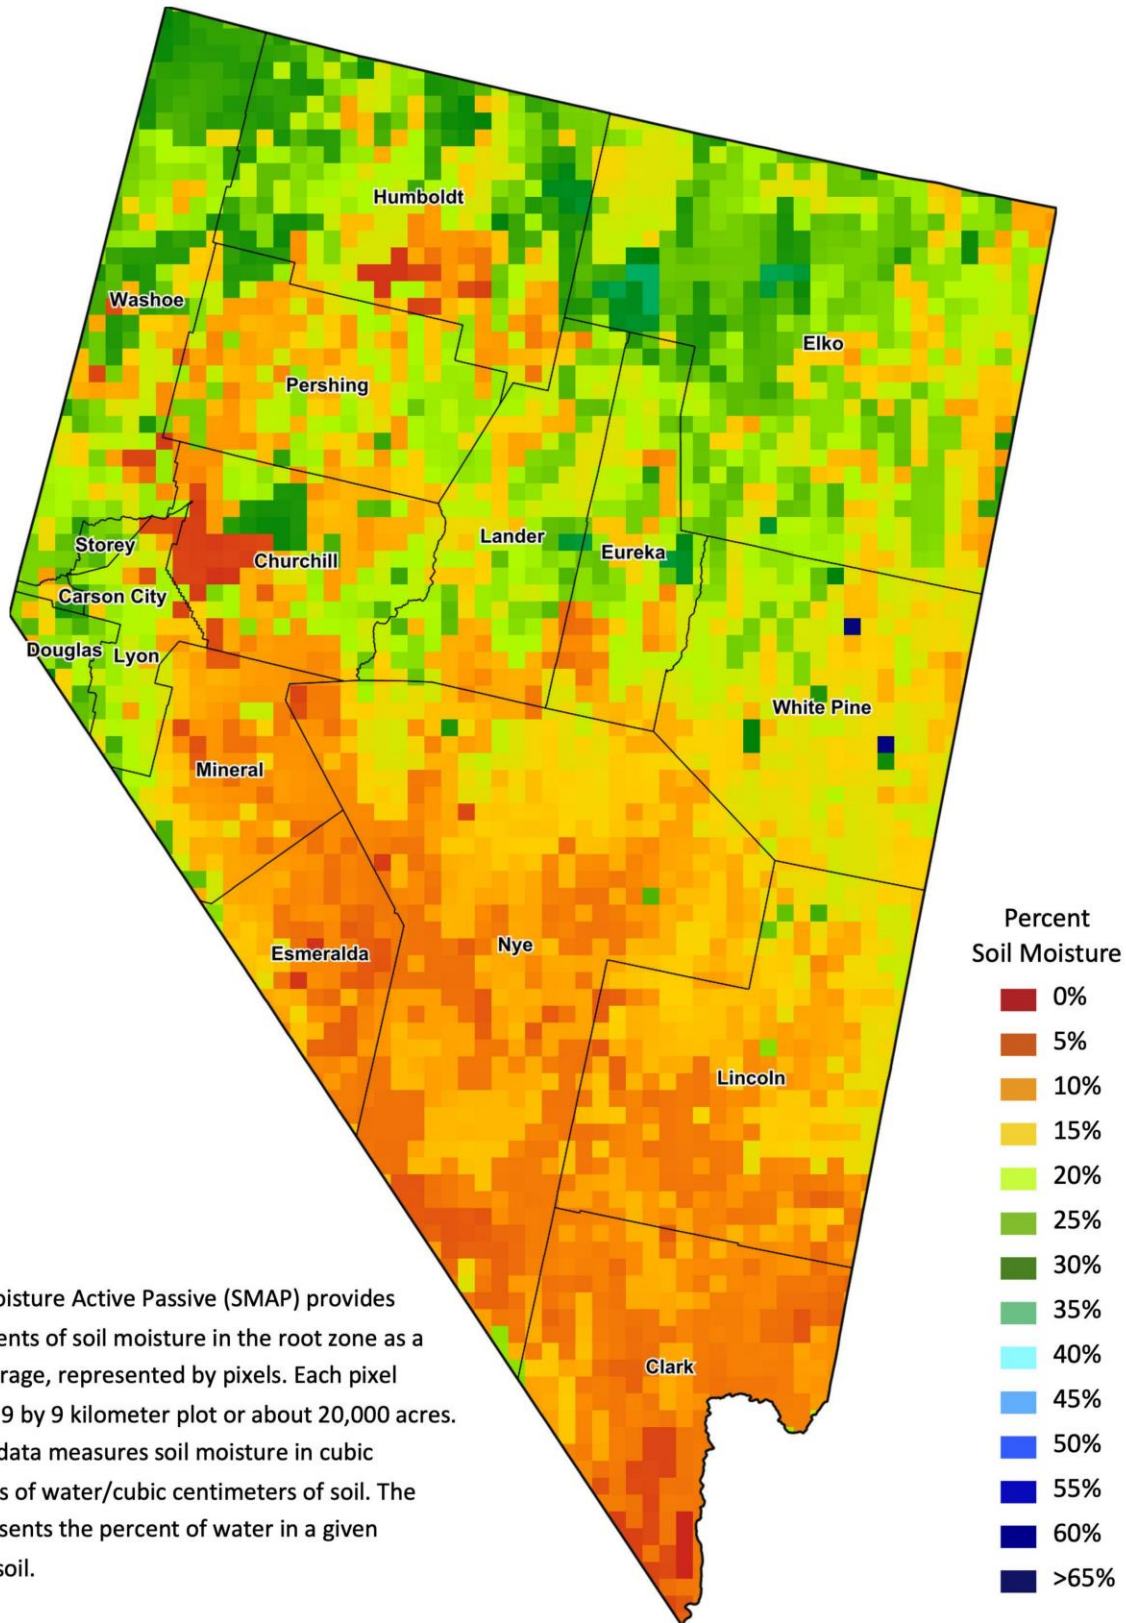 Humboldt
Washoe
Elko
Pershing
Lander
Storey
Eureka
Churchill
Carson City
Douglas
Lyon
White Pine
Mineral
Nye
Esmeralda
Lincoln
Clark
Percent
Soil Moisture
0%
5%
10%
15%
20%
25%
30%
35%
40%
45%
50%
55%
60%
>65%
oisture Active Passive (SMAP) provides
ents of soil moisture in the root zone as a
rage, represented by pixels. Each pixel
9 by 9 kilometer plot or about 20,000 acres.
data measures soil moisture in cubic
s of water/cubic centimeters of soil. The
sents the percent of water in a given
soil.